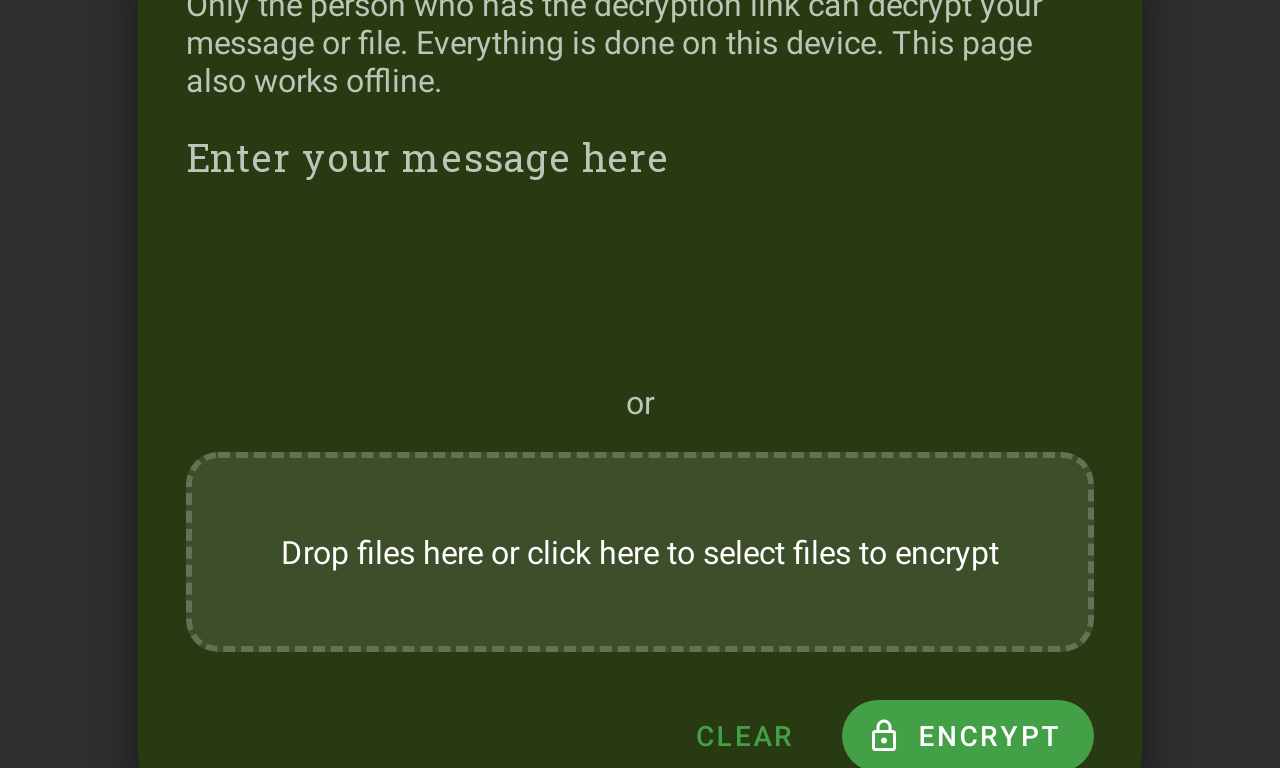 Only the person who has the decryption link can decrypt your
message or file. Everything is done on this device. This page
also works offline.
Enter your message here
or
Drop files here or click here to select files to encrypt
CLEAR
ENCRYPT